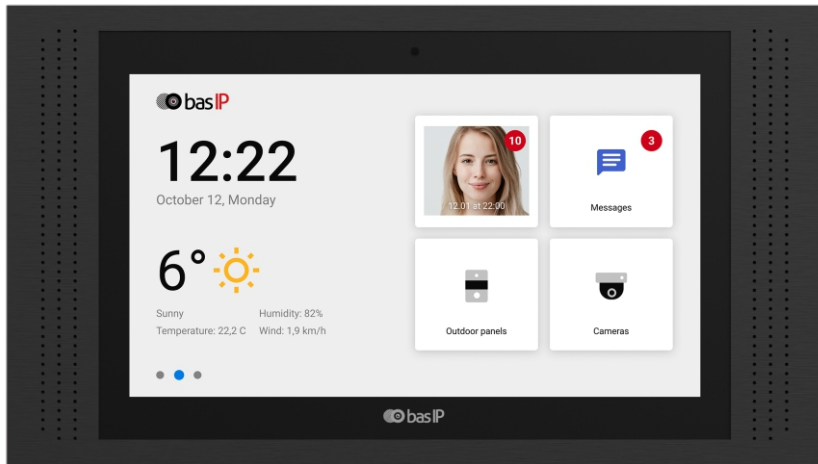 basIP
12:22
October 12, Monday
6°
Sunny
Humidity: 82%
Temperature: 22,2 C
Wind: 1,9 km/h
10
12.01 at 22:00
3
Messages
Outdoor panels
Cameras
basIP